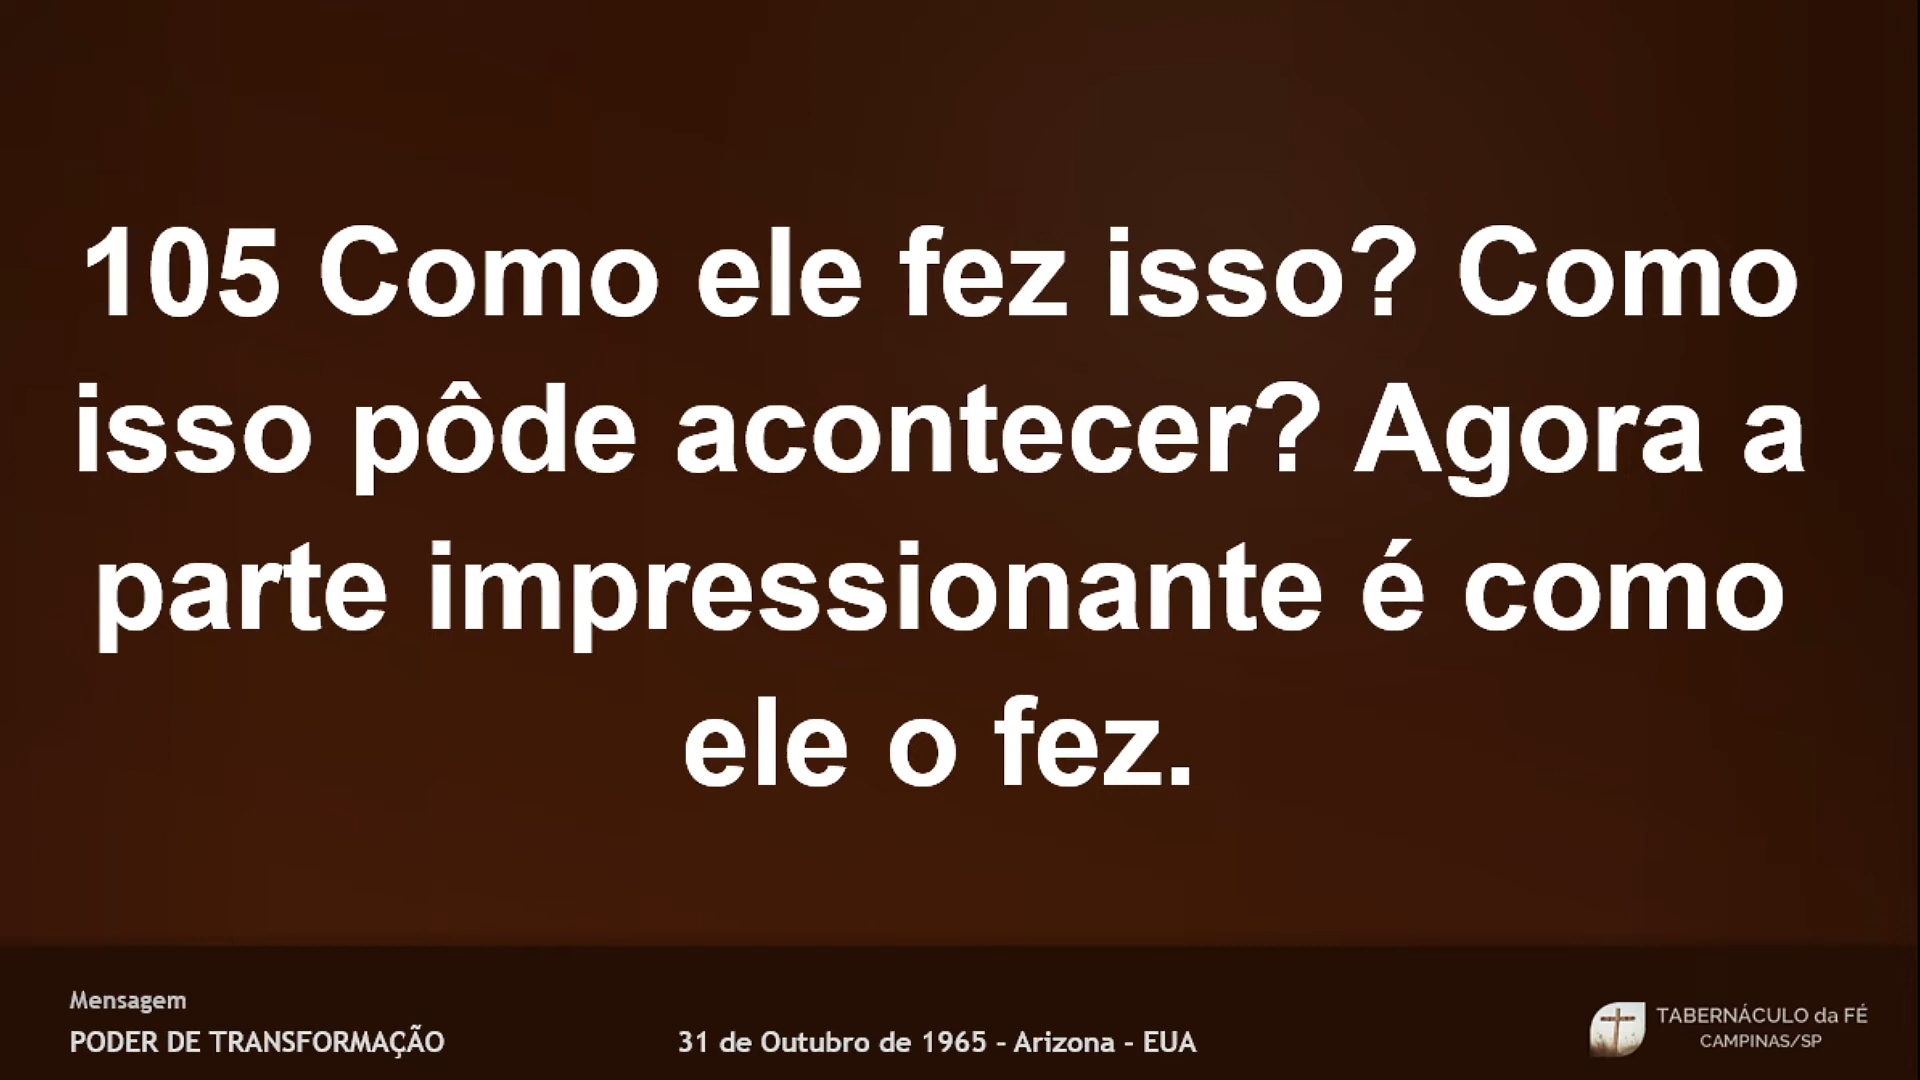 105 Como ele fez isso? Como
isso pôde acontecer? Agora a
parte impressionante é como
ele o fez.
Mensagem
PODER DE TRANSFORMAÇÃO
31 de Outubro de 1965 - Arizona - EUA
TABERNÁCULO da FÉ
CAMPINAS/SP